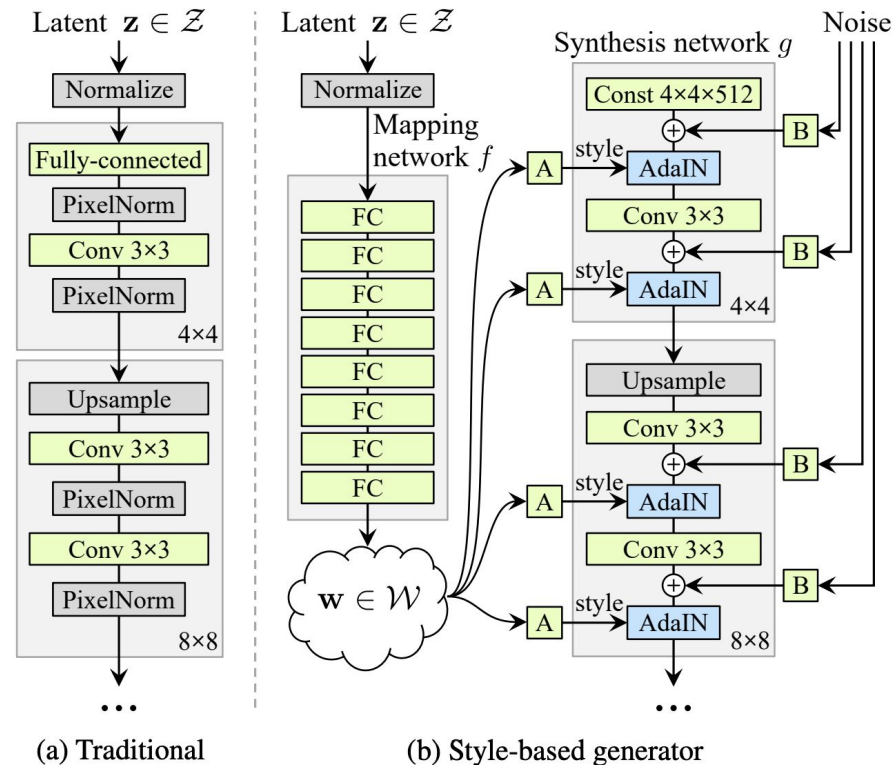 Latent z ∈ 𝒵
Normalize
Fully-connected
PixelNorm
Conv 3×3
PixelNorm
4×4
Upsample
Conv 3×3
PixelNorm
Conv 3×3
PixelNorm
8×8
...
(a) Traditional
Latent z ∈ 𝒵
Normalize
Mapping
network f
FC
FC
FC
FC
FC
FC
FC
FC
w ∈ 𝒲
A
style
A
style
A
style
A
style
Synthesis network g
Noise
Const 4×4×512
+
B
AdaIN
Conv 3×3
+
B
AdaIN
4×4
Upsample
Conv 3×3
+
B
AdaIN
Conv 3×3
+
B
AdaIN
8×8
...
(b) Style-based generator